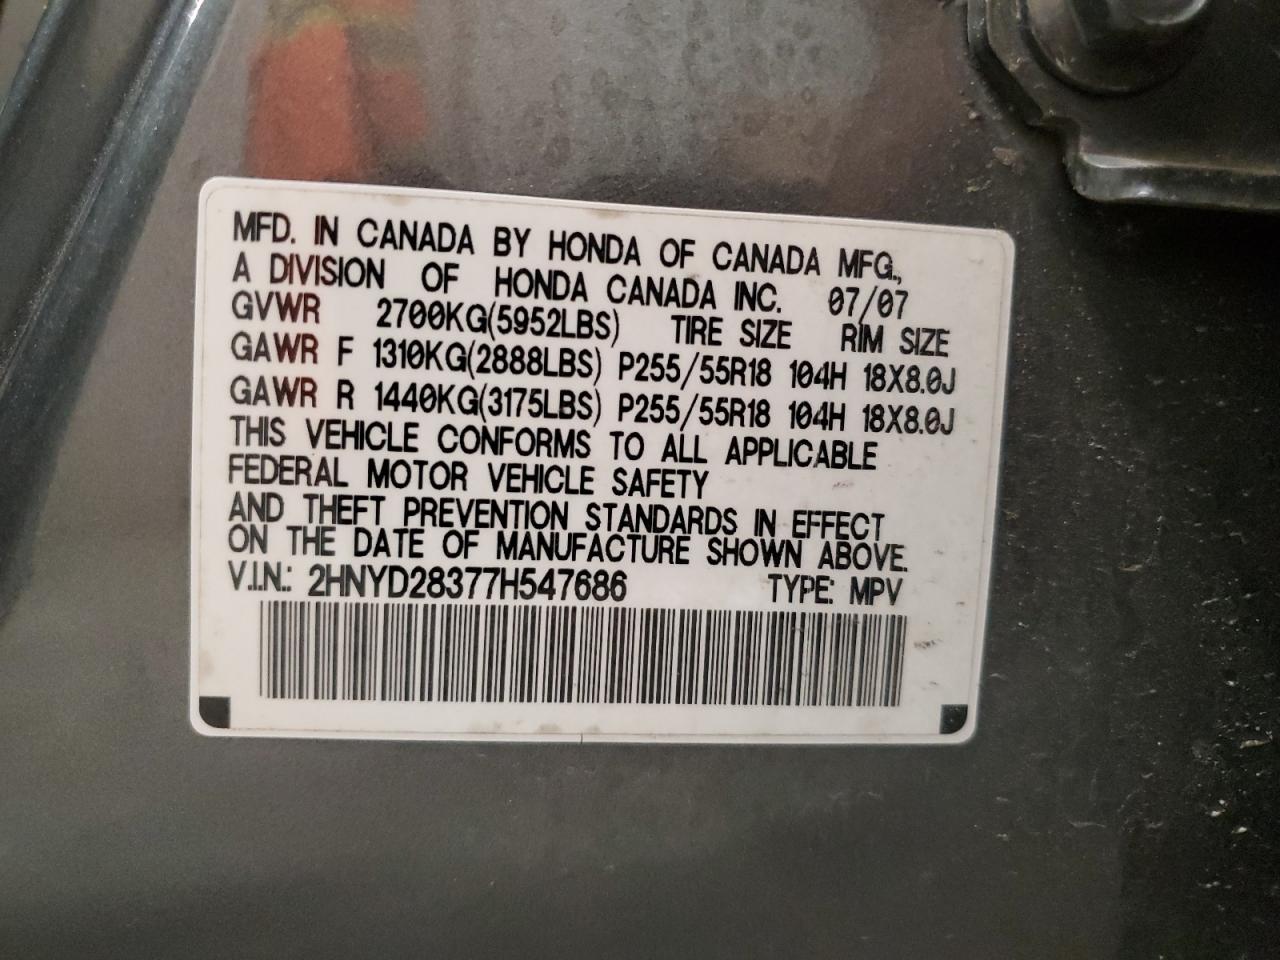 MFD. IN CANADA BY HONDA OF CANADA MFG.,
A DIVISION OF HONDA CANADA INC. 07/07
GVWR 2700KG(5952LBS) TIRE SIZE RIM SIZE
GAWR F 1310KG(2888LBS) P255/55R18 104H 18X8.0J
GAWR R 1440KG(3175LBS) P255/55R18 104H 18X8.0J
THIS VEHICLE CONFORMS TO ALL APPLICABLE
FEDERAL MOTOR VEHICLE SAFETY
AND THEFT PREVENTION STANDARDS IN EFFECT
ON THE DATE OF MANUFACTURE SHOWN ABOVE.
V.I.N.: 2HNYD28377H547686 TYPE: MPV